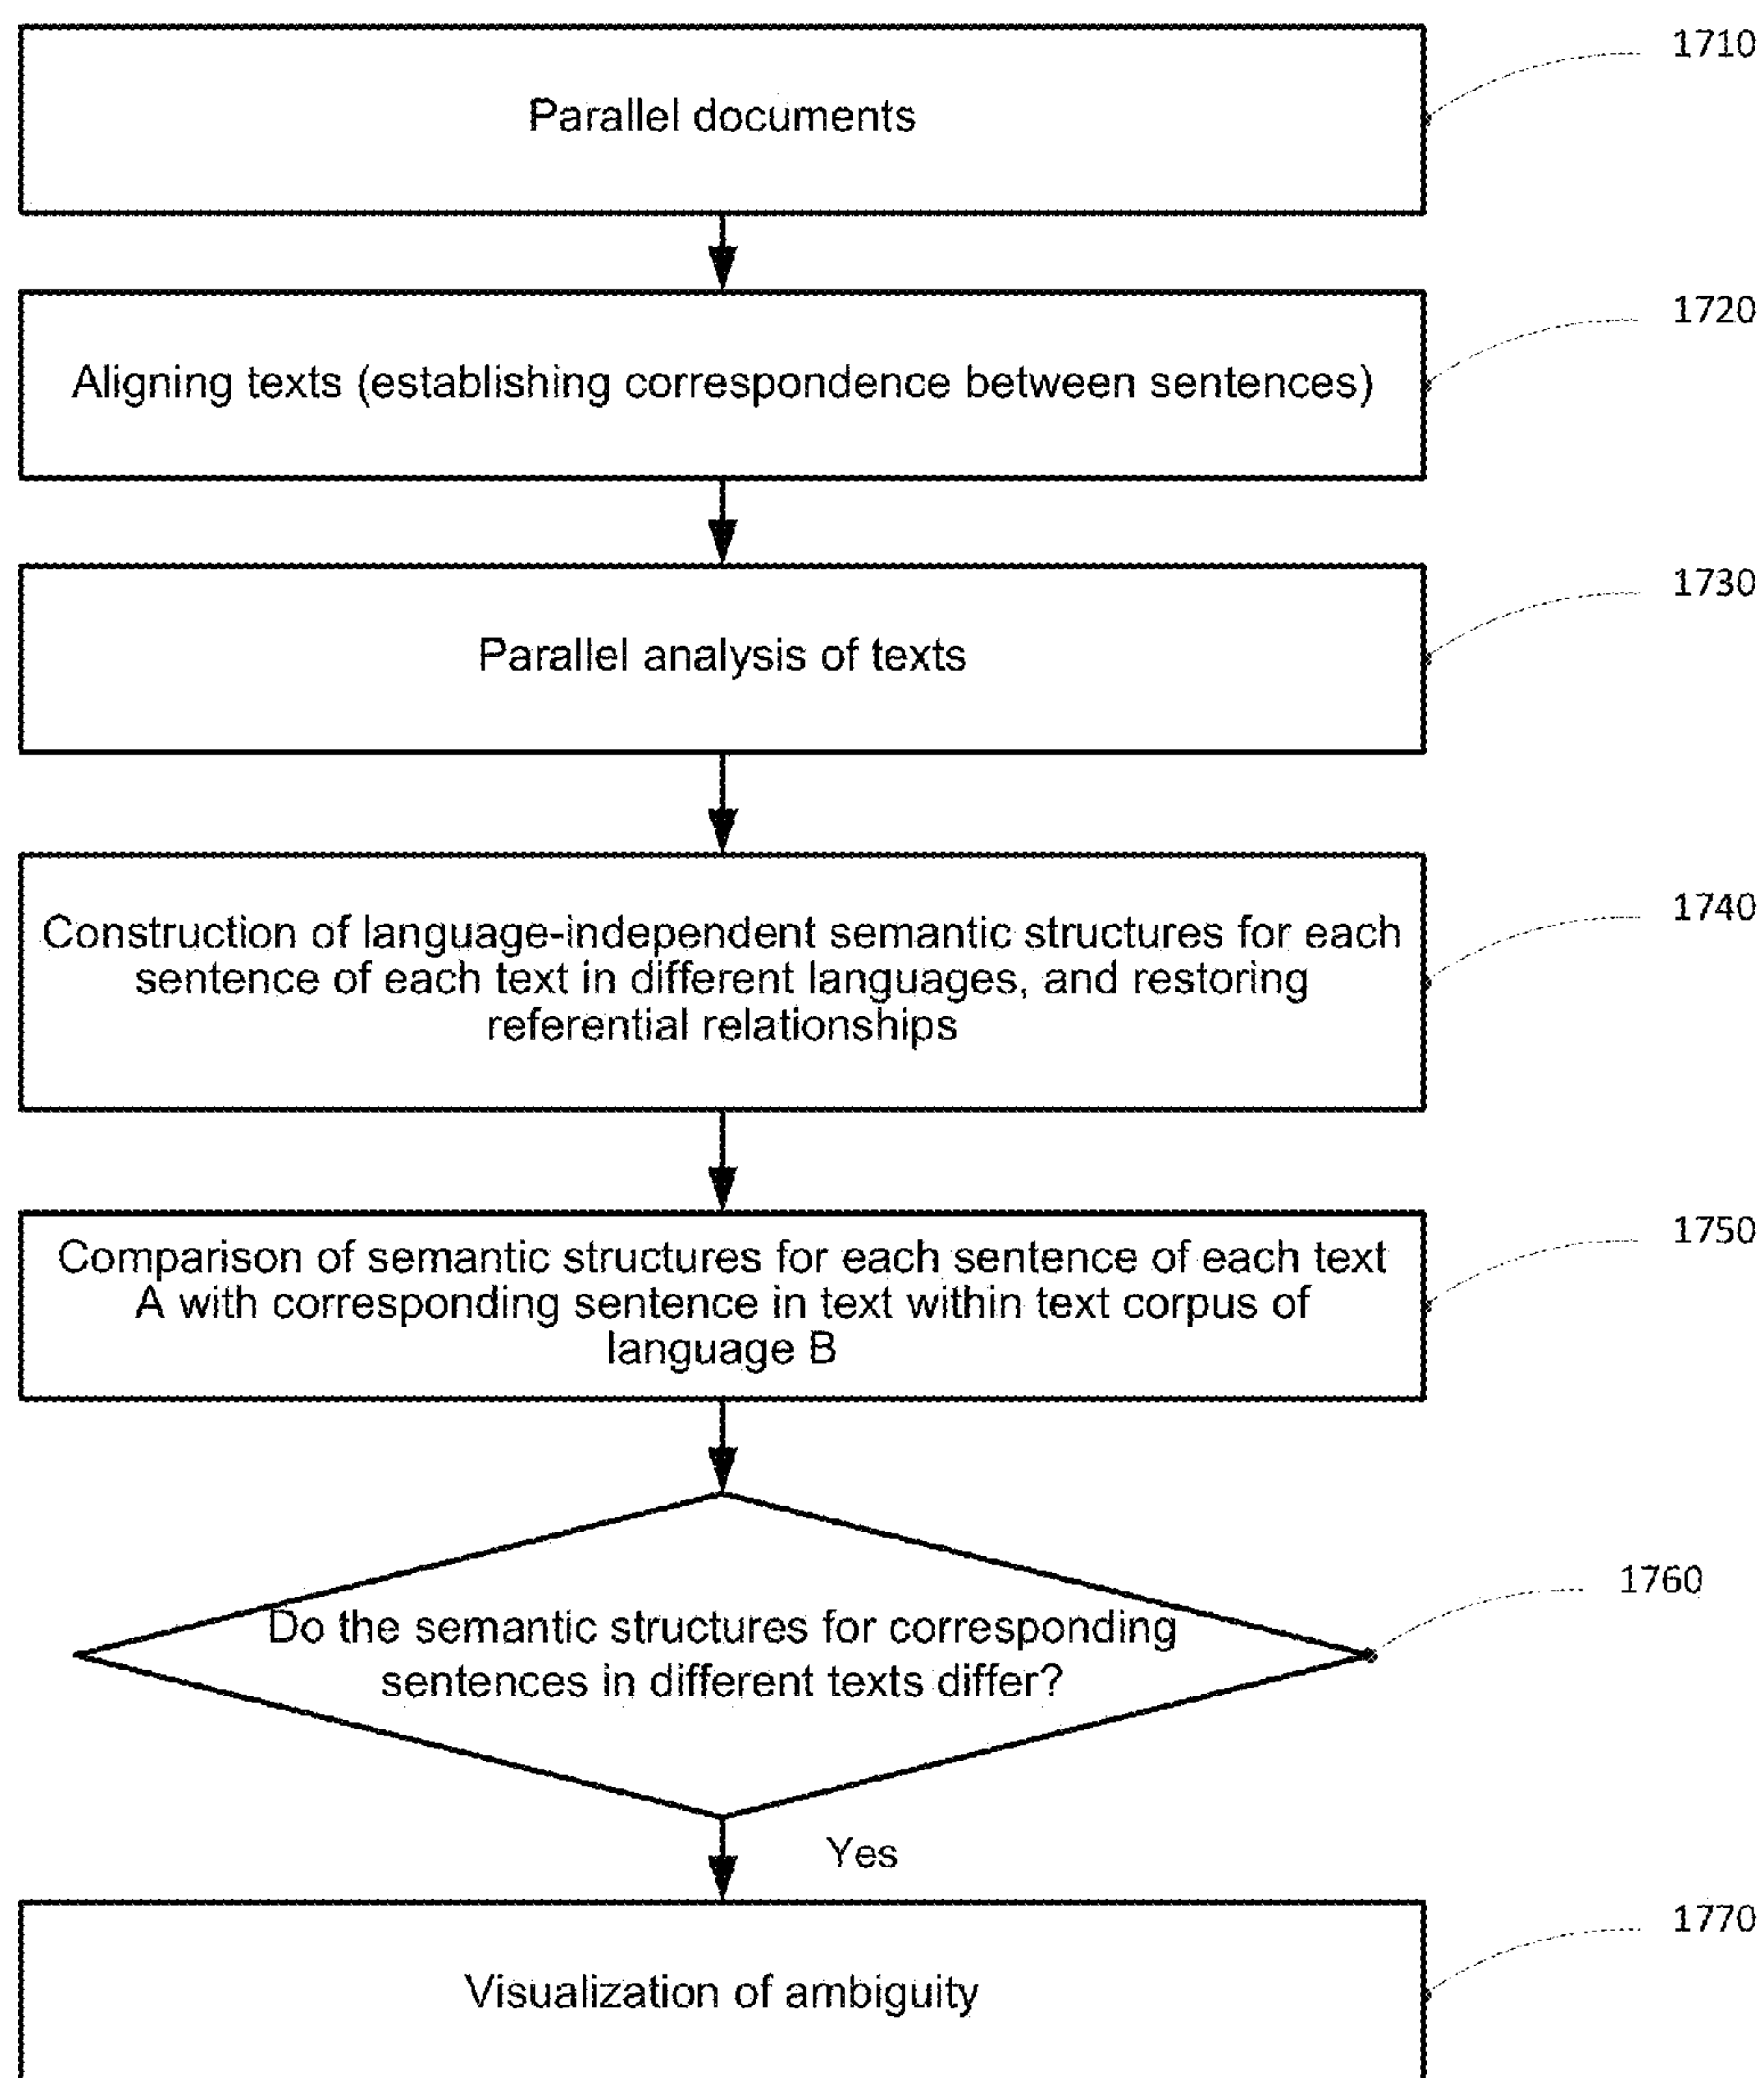 1710
Parallel documents
1720
Aligning texts (establishing correspondence between sentences)
1730
Parallel analysis of texts
1740
Construction of language-independent semantic structures for each
sentence of each text in different languages, and restoring
referential relationships
1750
Comparison of semantic structures for each sentence of each text
A with corresponding sentence in text within text corpus of
language B
1760
Do the semantic structures for corresponding
sentences in different texts differ?
Yes
1770
Visualization of ambiguity